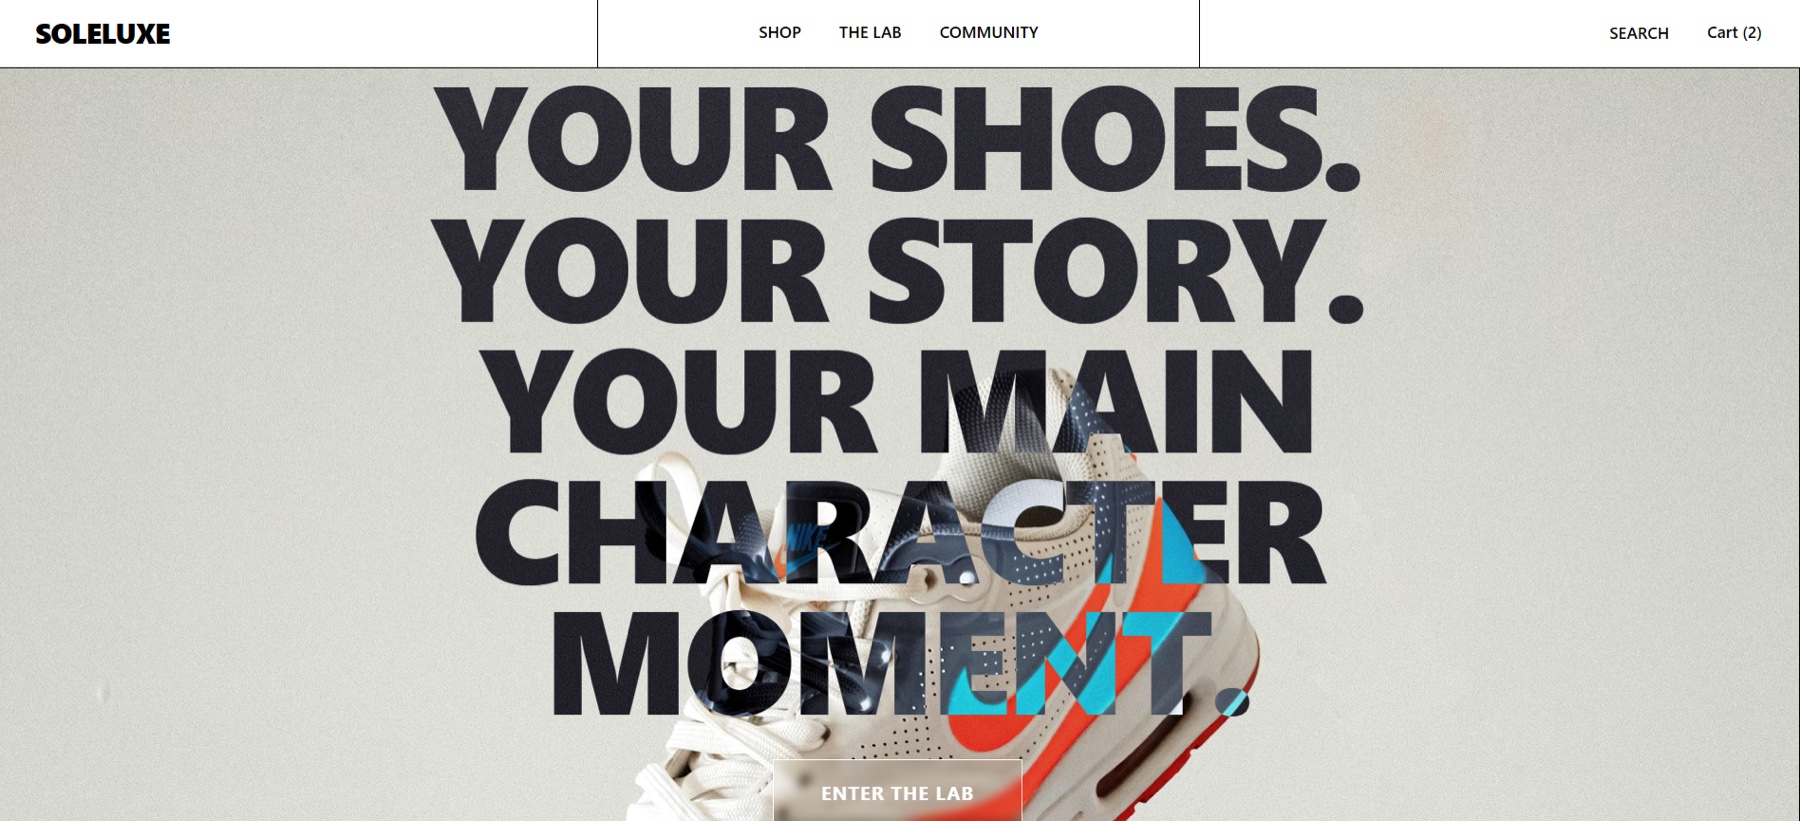 SOLELUXE
SHOP THE LAB COMMUNITY
SEARCH Cart (2)
YOUR SHOES.
YOUR STORY.
YOUR MAIN
CHARACTER
MOMENT.
NIKE
ENTER THE LAB